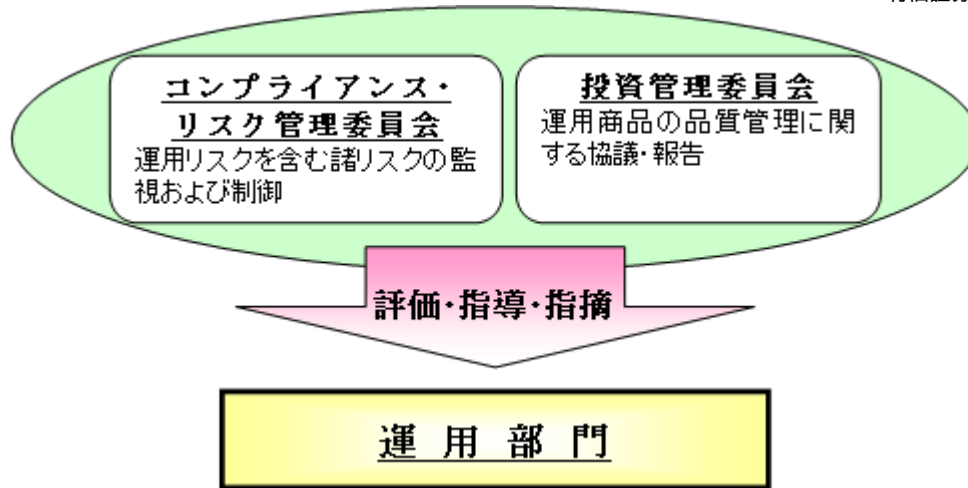 コンプライアンス・
リスク管理委員会
運用リスクを含む諸リスクの監
視および制御
投資管理委員会
運用商品の品質管理に関
する協議・報告
評価・指導・指摘
運用部門